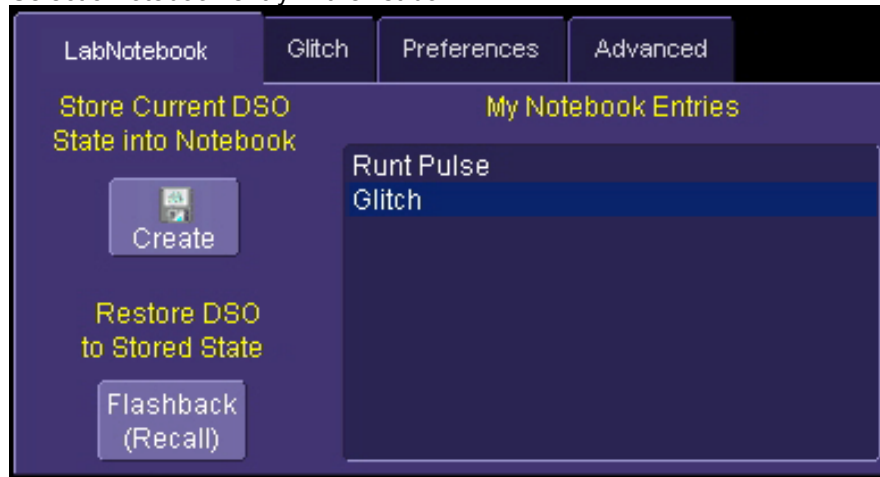 LabNotebook Glitch Preferences Advanced
Store Current DSO
State into Notebook
Create
Restore DSO
to Stored State
Flashback
(Recall)
My Notebook Entries
Runt Pulse
Glitch